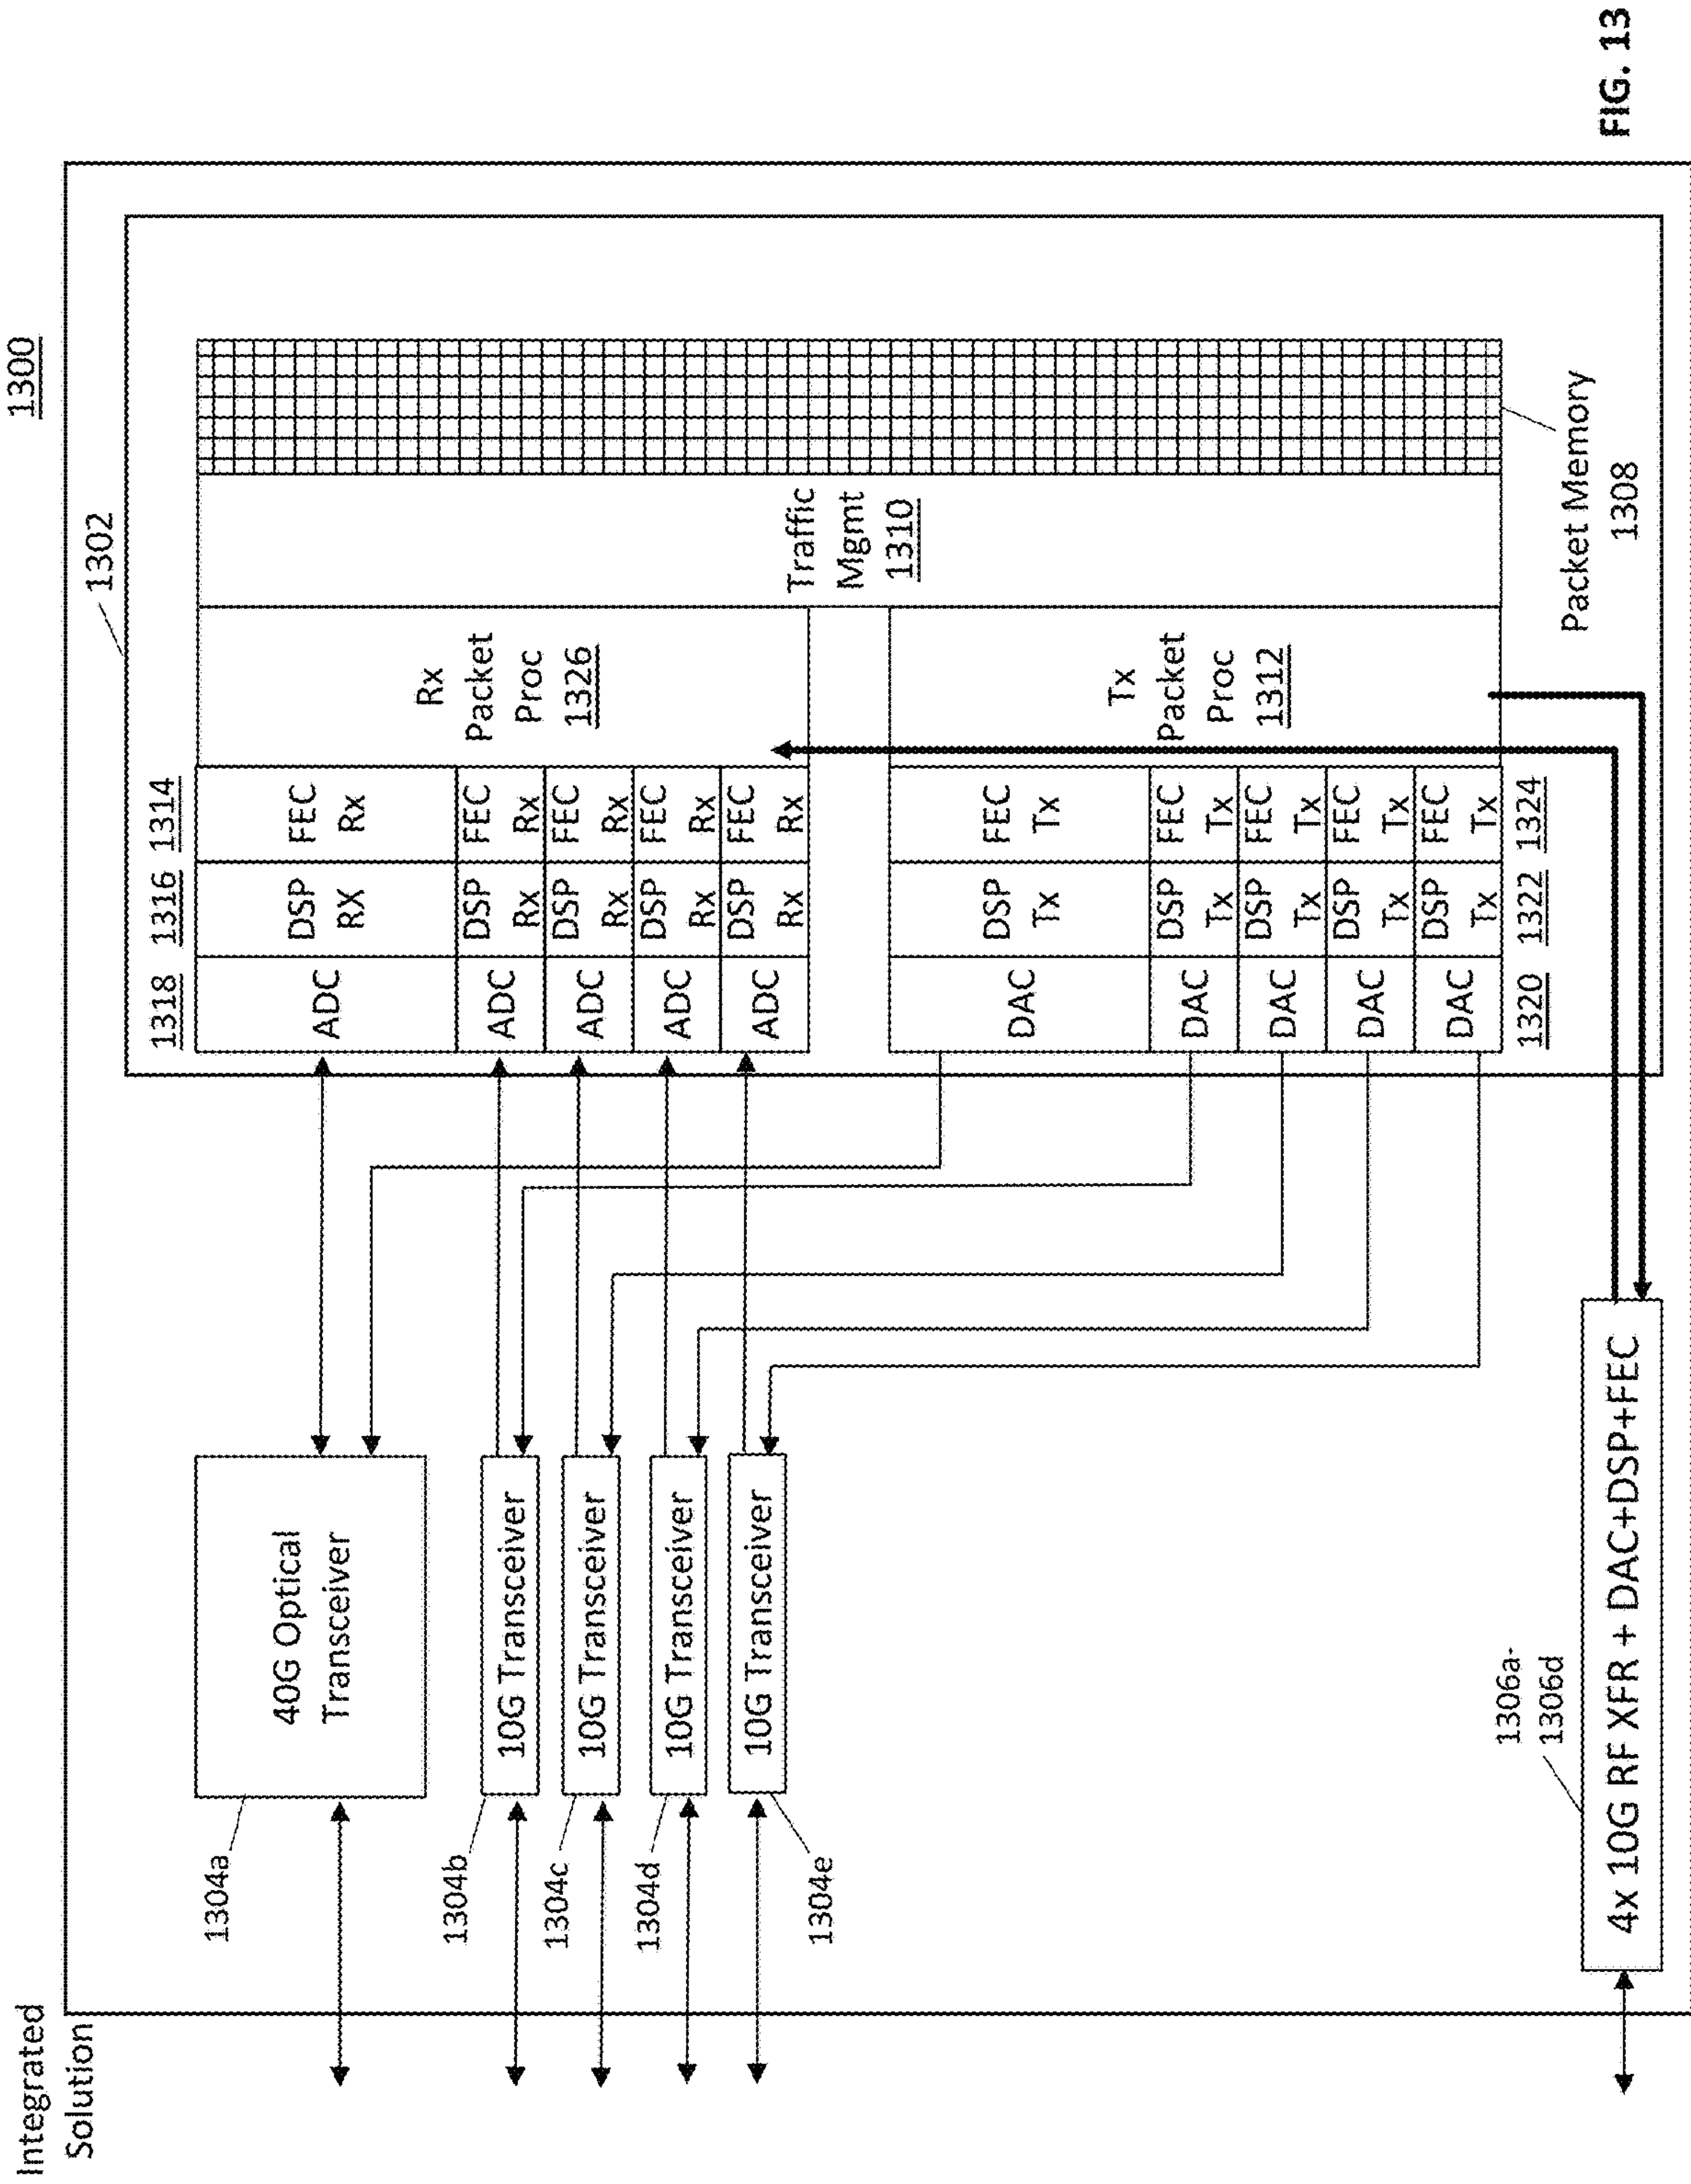 Integrated
Solution
1300
1302
1304a
40G Optical
Transceiver
1304b
10G Transceiver
1304c
10G Transceiver
1304d
10G Transceiver
1304e
10G Transceiver
1318
1316
1314
ADC
DSP
RX
FEC
Rx
ADC
DSP
Rx
FEC
Rx
ADC
DSP
Rx
FEC
Rx
ADC
DSP
Rx
FEC
Rx
ADC
DSP
Rx
FEC
Rx
Rx
Packet
Proc
1326
Traffic
Mgmt
1310
DAC
DSP
Tx
FEC
Tx
DAC
DSP
Tx
FEC
Tx
DAC
DSP
Tx
FEC
Tx
DAC
DSP
Tx
FEC
Tx
DAC
DSP
Tx
FEC
Tx
1320
1322
1324
Tx
Packet
Proc
1312
Packet Memory
1308
1306a-
1306d
4x 10G RF XFR + DAC+DSP+FEC
FIG. 13